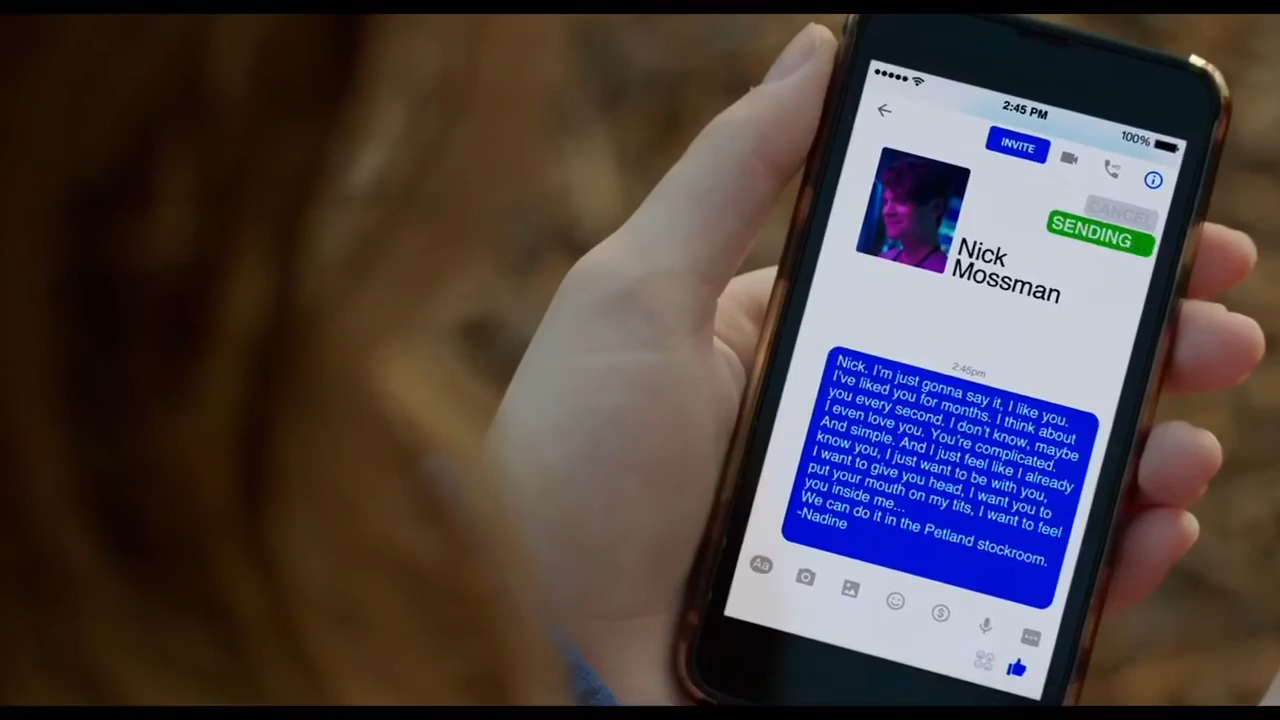 2:45 PM
100%
INVITE
CANCEL
SENDING
Nick
Mossman
2:45pm
Nick. I'm just gonna say it, I like you.
I've liked you for months. I think about
you every second. I don't know, maybe
I even love you. You're complicated.
And simple. And I just feel like I already
know you, I just want to be with you,
I want to give you head, I want you to
put your mouth on my tits, I want to feel
you inside me...
We can do it in the Petland stockroom.
-Nadine
Aa